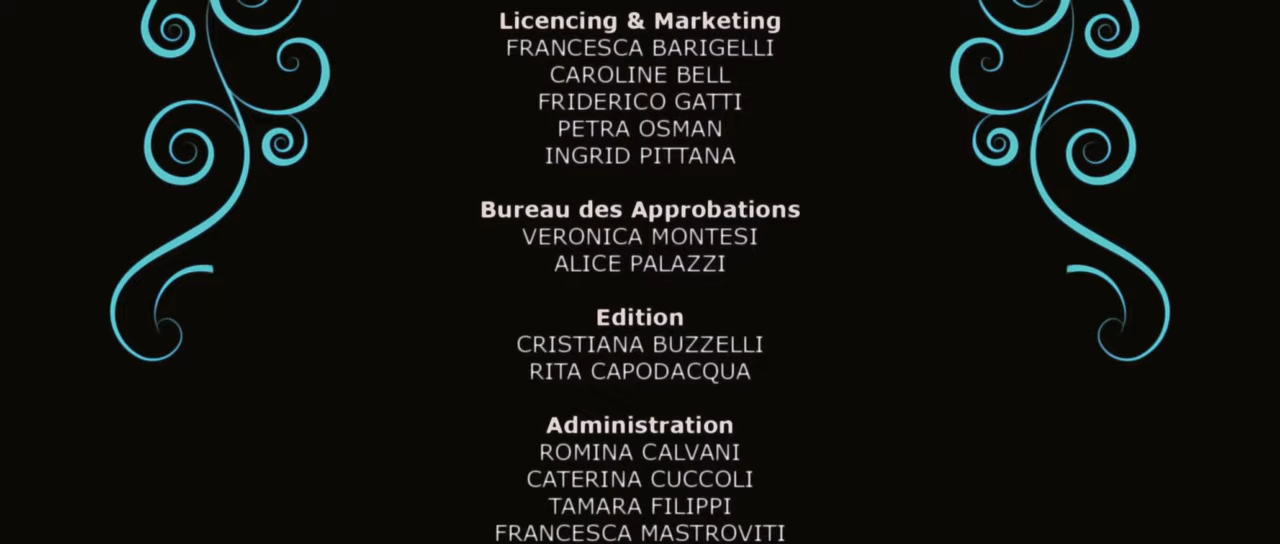 Licencing & Marketing
FRANCESCA BARIGELLI
CAROLINE BELL
FRIDERICO GATTI
PETRA OSMAN
INGRID PITTANA
Bureau des Approbations
VERONICA MONTESI
ALICE PALAZZI
Edition
CRISTIANA BUZZELLI
RITA CAPODACQUA
Administration
ROMINA CALVANI
CATERINA CUCCOLI
TAMARA FILIPPI
FRANCESCA MASTROVITI